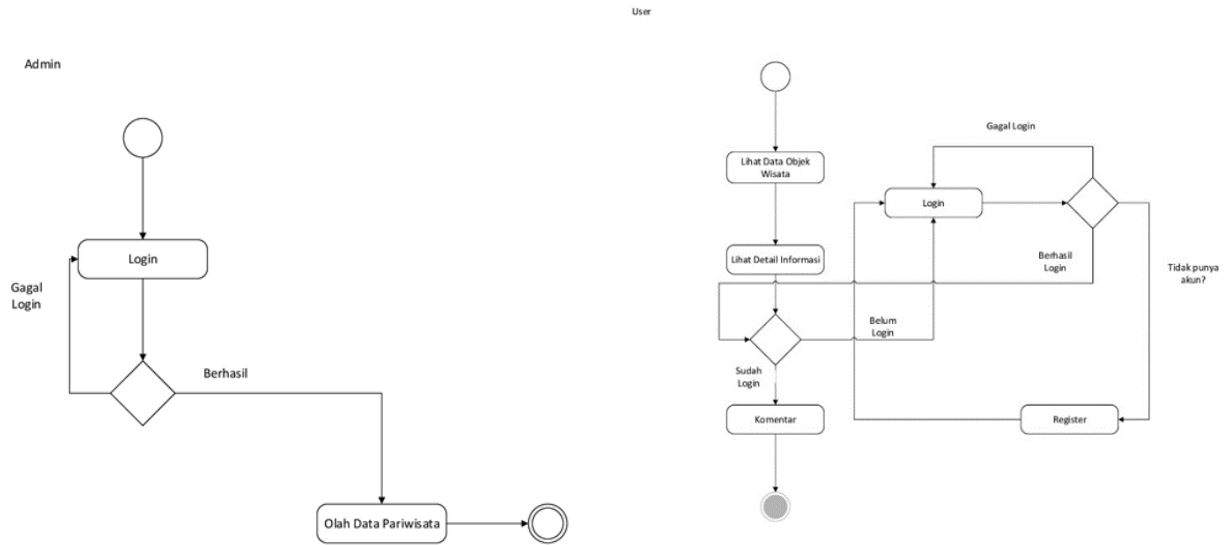 Admin
Login
Gagal
Login
Berhasil
Olah Data Pariwisata
User
Lihat Data Objek
Wisata
Lihat Detail Informasi
Sudah
Login
Komentar
Belum
Login
Gagal Login
Login
Berhasil
Login
Tidak punya
akun?
Register